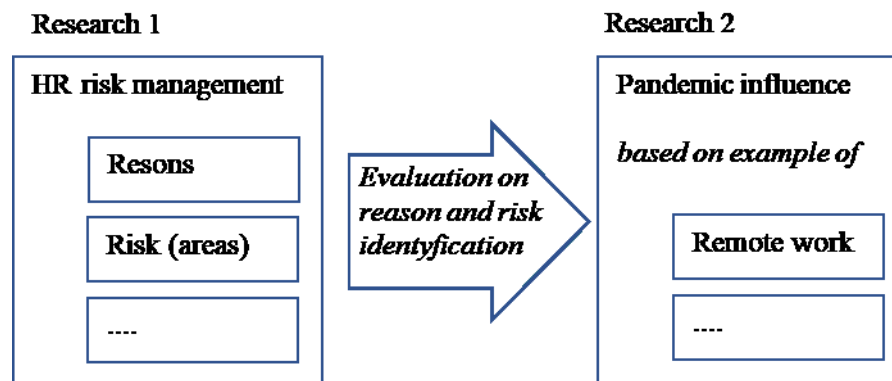 Research 1
HR risk management
Resons
Risk (areas)
----
Evaluation on
reason and risk
identyfication
Research 2
Pandemic influence
based on example of
Remote work
----